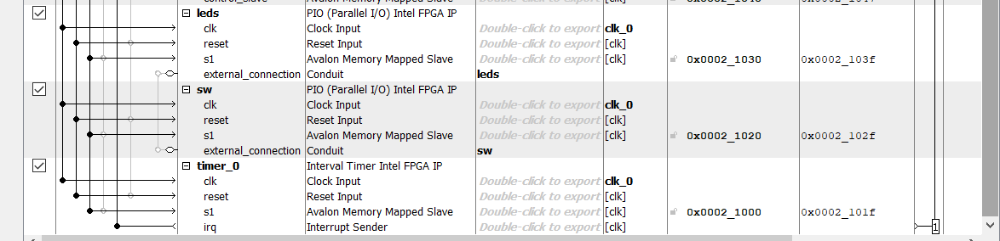 leds PIO (Parallel I/O) Intel FPGA IP
clk Clock Input Double-click to export clk_0
reset Reset Input Double-click to export [clk]
s1 Avalon Memory Mapped Slave Double-click to export [clk] 0x0002_1030 0x0002_103f
external_connection Conduit leds
sw PIO (Parallel I/O) Intel FPGA IP
clk Clock Input Double-click to export clk_0
reset Reset Input Double-click to export [clk]
s1 Avalon Memory Mapped Slave Double-click to export [clk] 0x0002_1020 0x0002_102f
external_connection Conduit sw
timer_0 Interval Timer Intel FPGA IP
clk Clock Input Double-click to export clk_0
reset Reset Input Double-click to export [clk]
s1 Avalon Memory Mapped Slave Double-click to export [clk] 0x0002_1000 0x0002_101f
irq Interrupt Sender Double-click to export [clk] 1